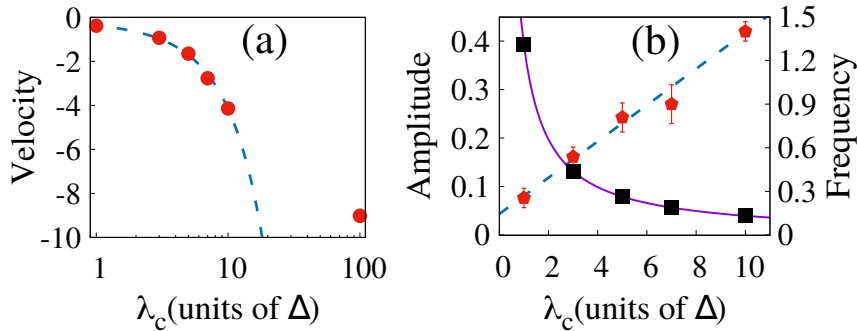 (a)
Velocity
0
-2
-4
-6
-8
-10
1
10
100
λc(units of Δ)
(b)
Amplitude
0.4
0.3
0.2
0.1
0
0 2 4 6 8 10
λc(units of Δ)
1.5
1.2
0.9
0.6
0.3
0
Frequency